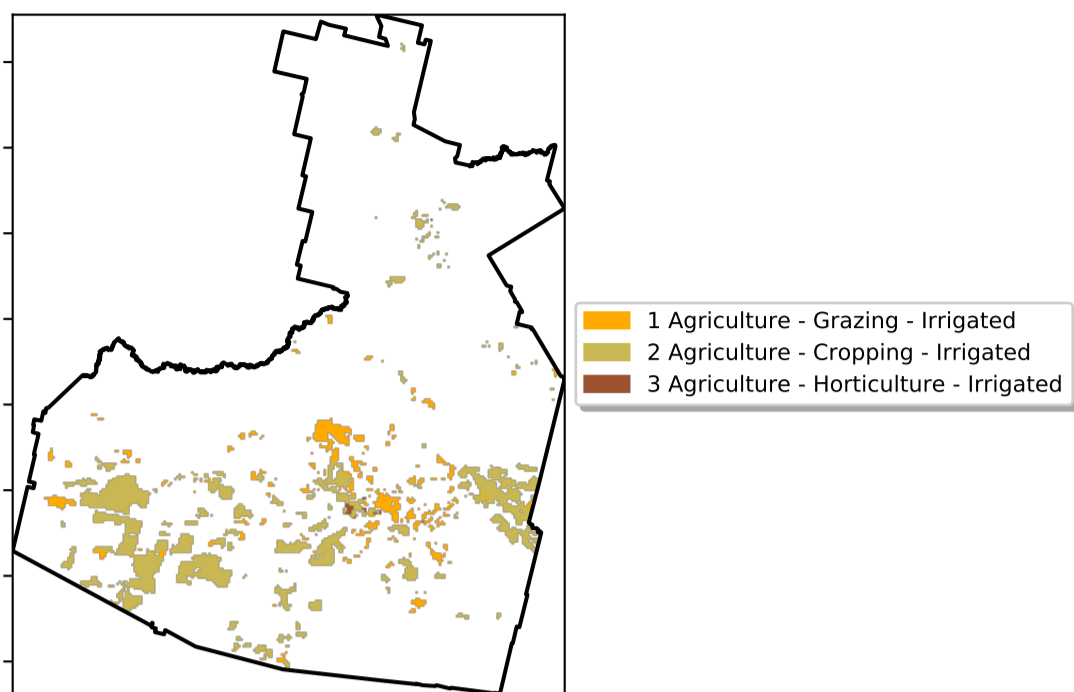 1 Agriculture - Grazing - Irrigated
2 Agriculture - Cropping - Irrigated
3 Agriculture - Horticulture - Irrigated